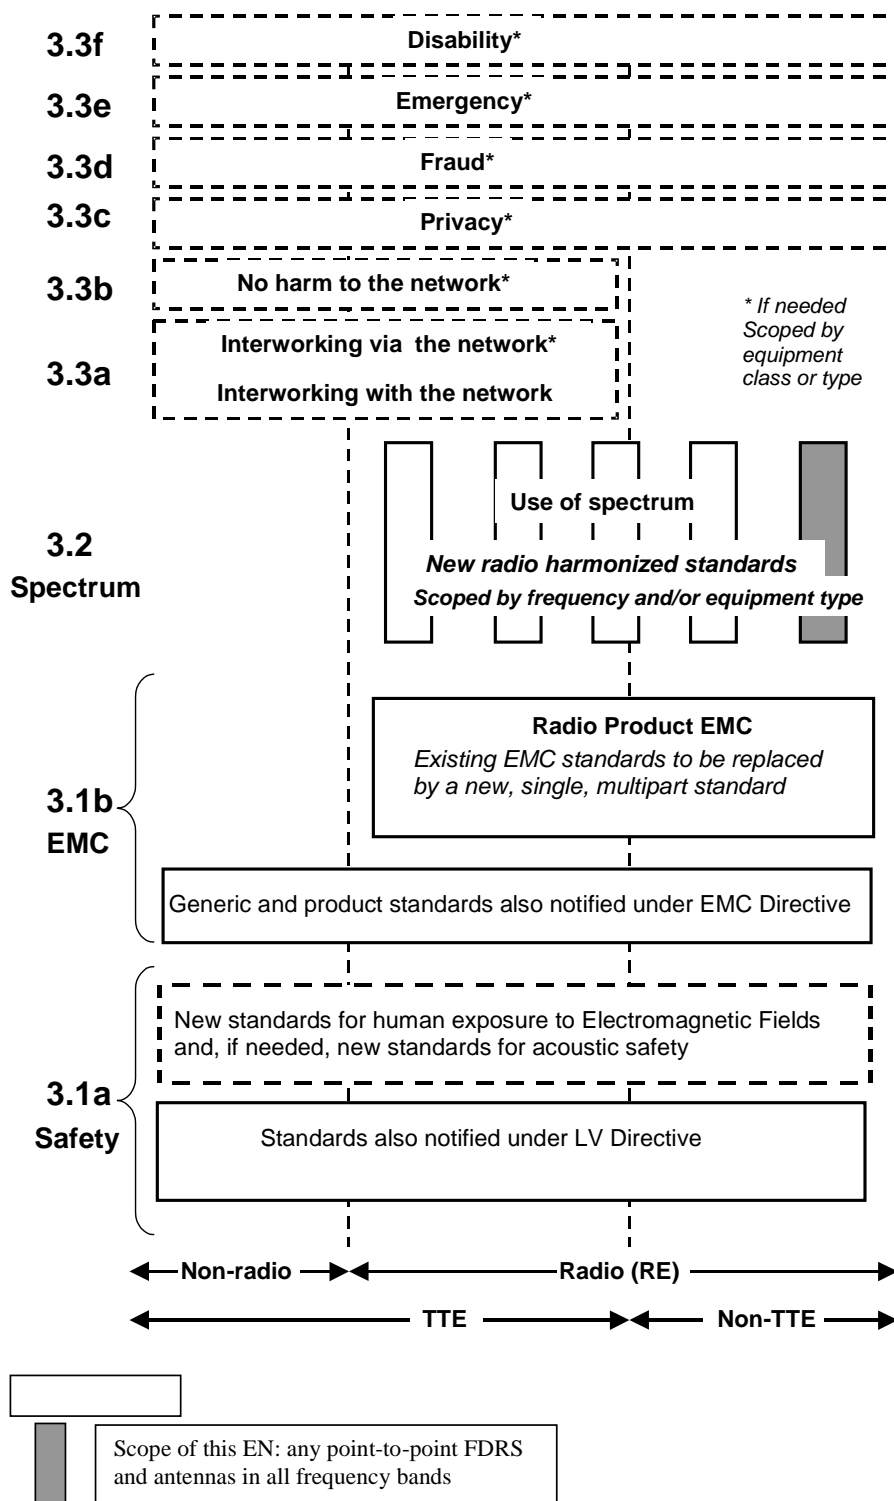 3.3f
Disability*
3.3e
Emergency*
3.3d
Fraud*
3.3c
Privacy*
3.3b
No harm to the network*
3.3a
Interworking via the network*
Interworking with the network
* If needed
Scoped by
equipment
class or type
3.2
Spectrum
Use of spectrum
New radio harmonized standards
Scoped by frequency and/or equipment type
3.1b
EMC
Radio Product EMC
Existing EMC standards to be replaced
by a new, single, multipart standard
Generic and product standards also notified under EMC Directive
3.1a
Safety
New standards for human exposure to Electromagnetic Fields
and, if needed, new standards for acoustic safety
Standards also notified under LV Directive
Non-radio
Radio (RE)
TTE
Non-TTE
Scope of this EN: any point-to-point FDRS
and antennas in all frequency bands